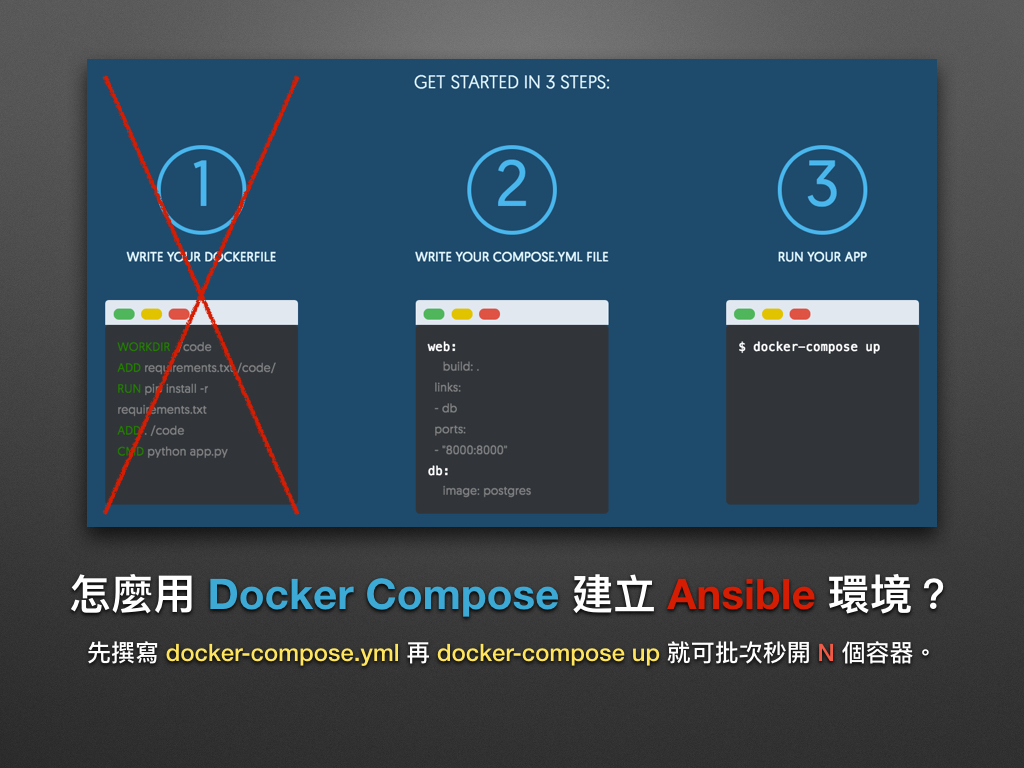 GET STARTED IN 3 STEPS:
1
WRITE YOUR DOCKERFILE
WORKDIR /code
ADD requirements.txt /code/
RUN pip install -r
requirements.txt
ADD . /code
CMD python app.py
2
WRITE YOUR COMPOSE.YML FILE
web:
build: .
links:
- db
ports:
- "8000:8000"
db:
image: postgres
3
RUN YOUR APP
$ docker-compose up
怎麼用 Docker Compose 建立 Ansible 環境？
先撰寫 docker-compose.yml 再 docker-compose up 就可批次秒開 N 個容器。